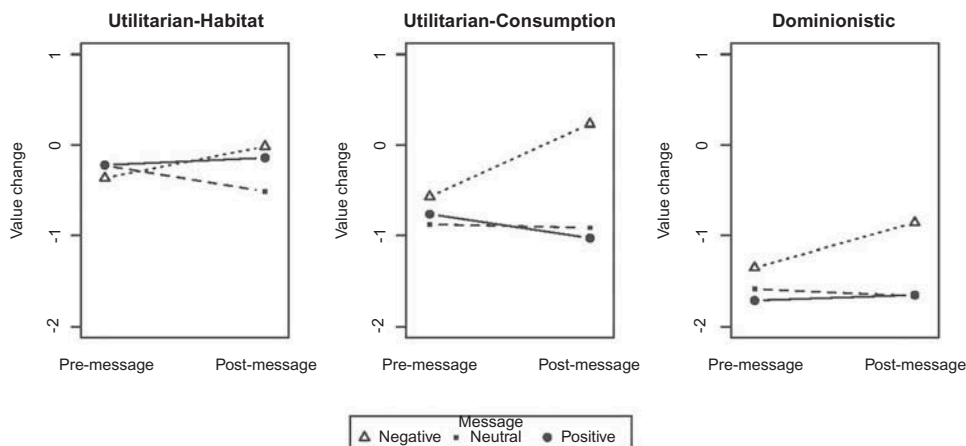 Utilitarian-Habitat
Utilitarian-Consumption
Dominionistic
Value change
1
0
-1
-2
Pre-message
Post-message
Value change
1
0
-1
-2
Pre-message
Post-message
Value change
1
0
-1
-2
Pre-message
Post-message
Message
Negative Neutral Positive